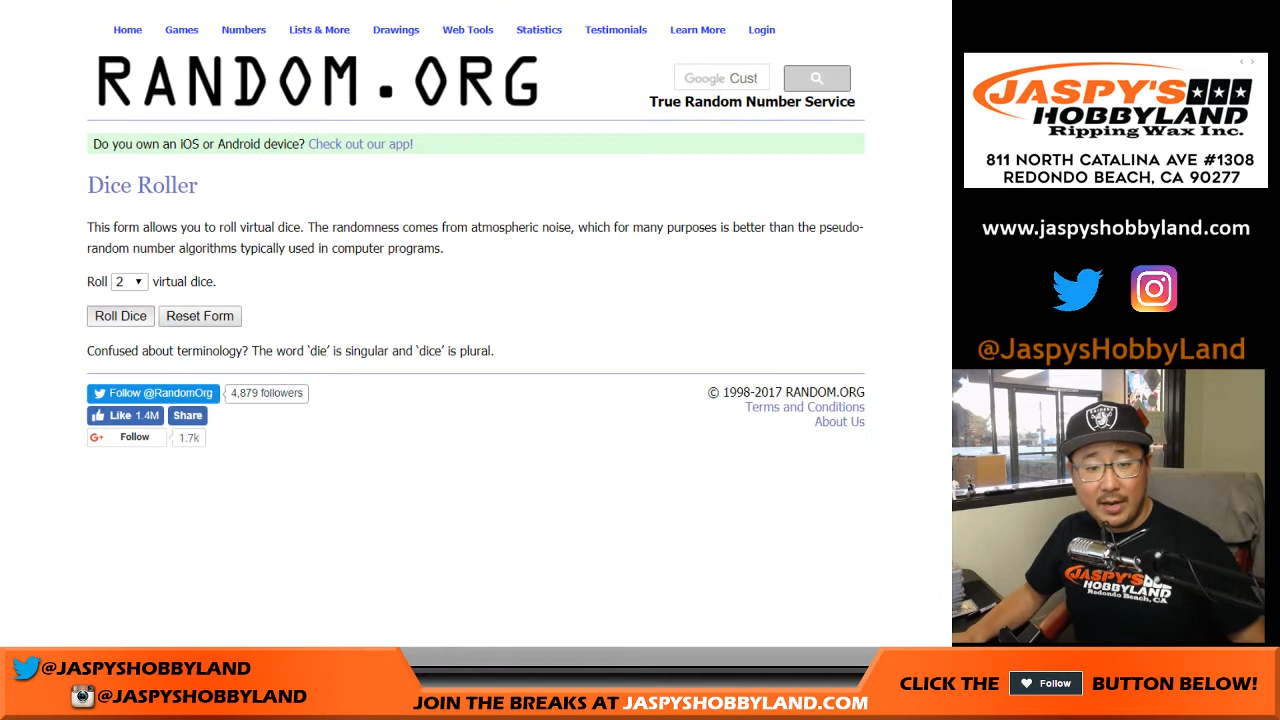 Home Games Numbers Lists & More Drawings Web Tools Statistics Testimonials Learn More Login
RANDOM.ORG
Google Cust
True Random Number Service
Do you own an iOS or Android device? Check out our app!
Dice Roller
This form allows you to roll virtual dice. The randomness comes from atmospheric noise, which for many purposes is better than the pseudo-
random number algorithms typically used in computer programs.
Roll 2 virtual dice.
Roll Dice Reset Form
Confused about terminology? The word ‘die’ is singular and ‘dice’ is plural.
Follow @RandomOrg 4,879 followers
Like 1.4M Share
G+ Follow 1.7k
© 1998-2017 RANDOM.ORG
Terms and Conditions
About Us
JASPY'S
HOBBYLAND
Ripping Wax Inc.
811 NORTH CATALINA AVE #1308
REDONDO BEACH, CA 90277
www.jaspyshobbyland.com
@JaspysHobbyLand
RAIDERS
JASPY'S
HOBBYLAND
Redondo Beach, CA
@JASPYSHOBBYLAND
@JASPYSHOBBYLAND
JOIN THE BREAKS AT JASPYSHOBBYLAND.COM
CLICK THE Follow BUTTON BELOW!